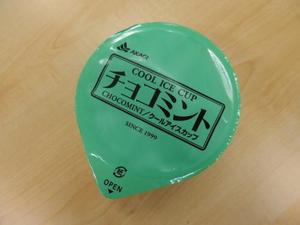 AKAGI
COOL ICE CUP
チョコミント
CHOCOMINT／クールアイスカップ
SINCE 1999
OPEN